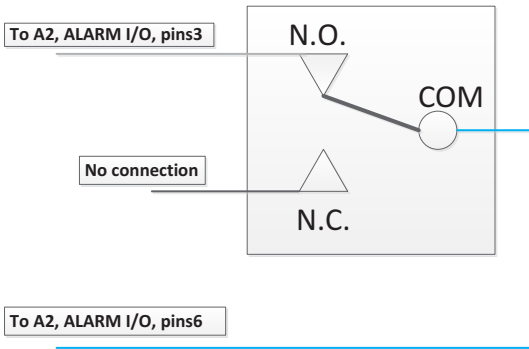 To A2, ALARM I/O, pins3
N.O.
COM
No connection
N.C.
To A2, ALARM I/O, pins6